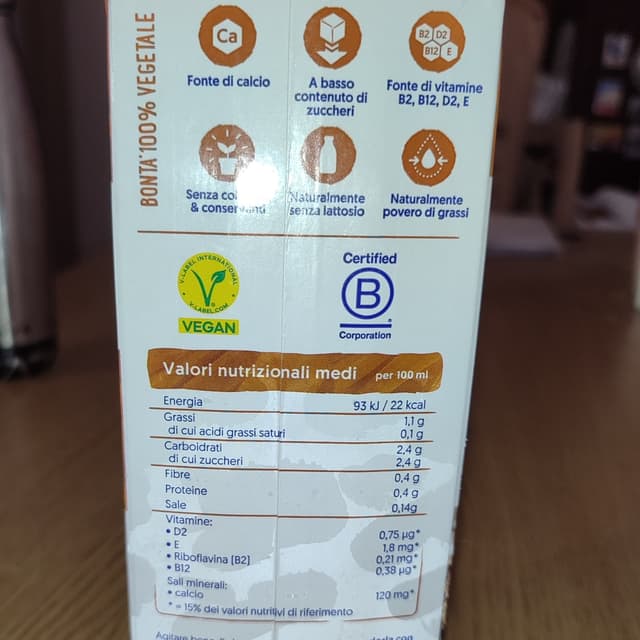 BONTÀ 100% VEGETALE
Ca
Fonte di calcio
A basso
contenuto di
zuccheri
B2 D2
B12 E
Fonte di vitamine
B2, B12, D2, E
Senza
& conservanti
Naturalmente
senza lattosio
Naturalmente
povero di grassi
V-LABEL INTERNATIONAL
V-LABEL.COM
VEGAN
Certified
B
Corporation
Valori nutrizionali medi per 100 ml
Energia 93 kJ / 22 kcal
Grassi 1,1 g
di cui acidi grassi saturi 0,1 g
Carboidrati 2,4 g
di cui zuccheri 2,4 g
Fibre 0,4 g
Proteine 0,4 g
Sale 0,14g
Vitamine:
• D2 0,75 µg*
• E 1,8 mg*
• Riboflavina [B2] 0,21 mg*
• B12 0,38 µg*
Sali minerali:
• calcio 120 mg*
* = 15% dei valori nutritivi di riferimento